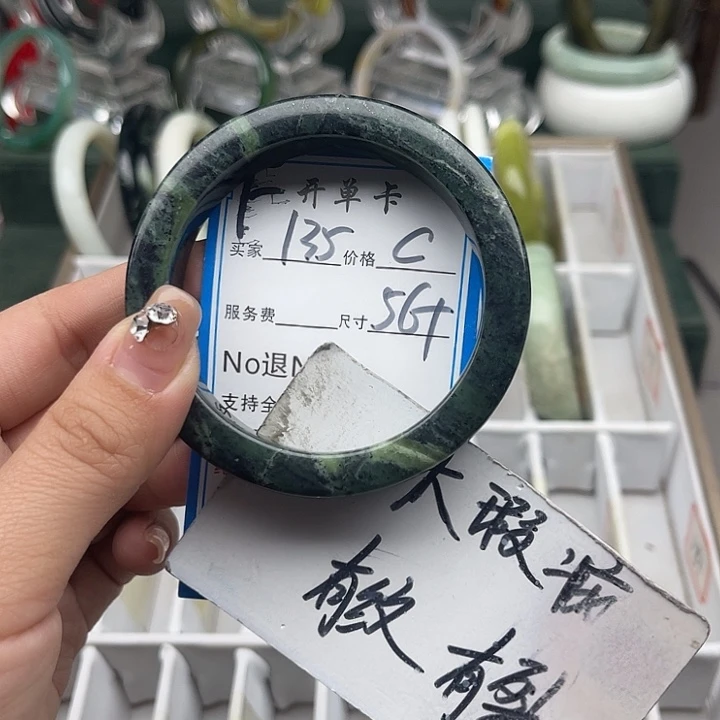 开单卡
买家 135 价格 C
服务费 尺寸 56+
No退
支持全
大瑕疵
有纹 有裂